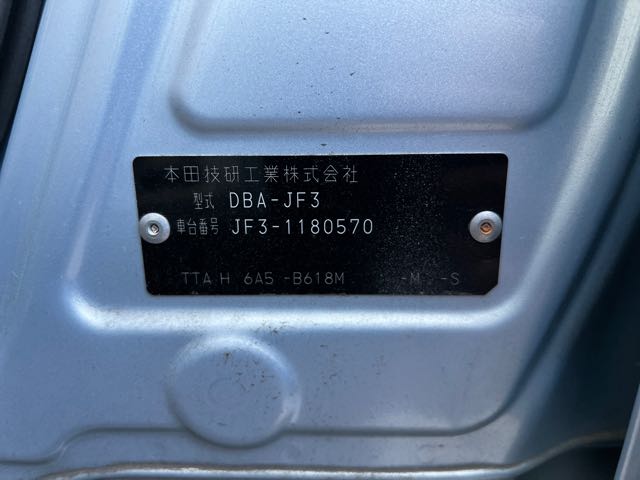 本田技研工業株式会社
型式 DBA-JF3
車台番号 JF3-1180570
TTA H 6A5 -B618M -M -S